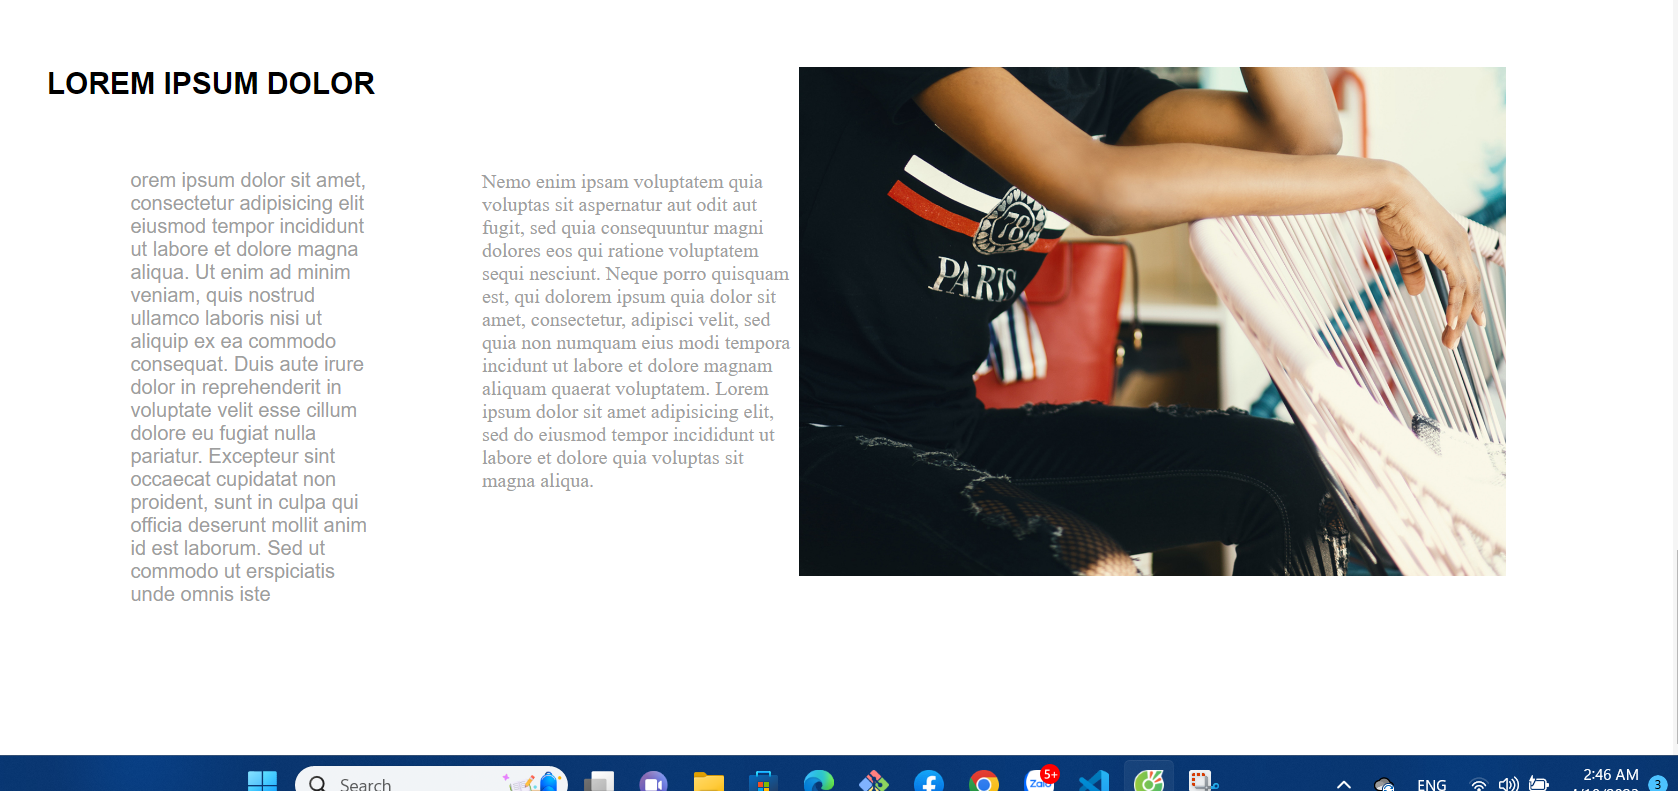 LOREM IPSUM DOLOR
orem ipsum dolor sit amet,
consectetur adipisicing elit
eiusmod tempor incididunt
ut labore et dolore magna
aliqua. Ut enim ad minim
veniam, quis nostrud
ullamco laboris nisi ut
aliquip ex ea commodo
consequat. Duis aute irure
dolor in reprehenderit in
voluptate velit esse cillum
dolore eu fugiat nulla
pariatur. Excepteur sint
occaecat cupidatat non
proident, sunt in culpa qui
officia deserunt mollit anim
id est laborum. Sed ut
commodo ut erspiciatis
unde omnis iste
Nemo enim ipsam voluptatem quia
voluptas sit aspernatur aut odit aut
fugit, sed quia consequuntur magni
dolores eos qui ratione voluptatem
sequi nesciunt. Neque porro quisquam
est, qui dolorem ipsum quia dolor sit
amet, consectetur, adipisci velit, sed
quia non numquam eius modi tempora
incidunt ut labore et dolore magnam
aliquam quaerat voluptatem. Lorem
ipsum dolor sit amet adipisicing elit,
sed do eiusmod tempor incididunt ut
labore et dolore quia voluptas sit
magna aliqua.
78
PARIS
Search
Zalo
5+
ENG
2:46 AM
3